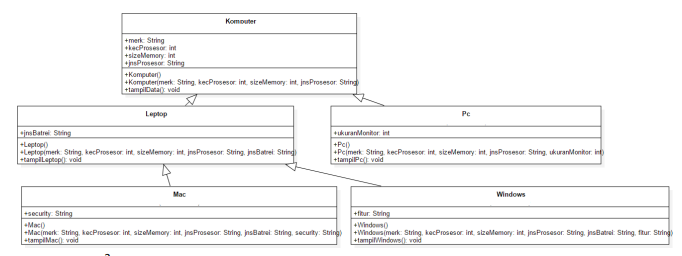 Komouter
+merk: String
+kecProsesor: int
+sizeMemory: int
+jnsProsesor: String
+Komputer()
+Komputer(merk: String, kecProsesor: int, sizeMemory: int, jnsProsesor: String)
+tampilData(): void
Leptop
+jnsBatrei: String
+Leptop()
+Leptop(merk: String, kecProsesor: int, sizeMemory: int, jnsProsesor: String, jnsBatrei: String)
+tampilLeptop(): void
Pc
+ukuranMonitor: int
+Pc()
+Pc(merk: String, kecProsesor: int, sizeMemory: int, jnsProsesor: String, ukuranMonitor: int)
+tampilPc(): void
Mac
+security: String
+Mac()
+Mac(merk: String, kecProsesor: int, sizeMemory: int, jnsProsesor: String, jnsBatrei: String, security: String)
+tampilMac(): void
Windows
+fitur: String
+Windows()
+Windows(merk: String, kecProsesor: int, sizeMemory: int, jnsProsesor: String, jnsBatrei: String, fitur: String)
+tampilWindows(): void